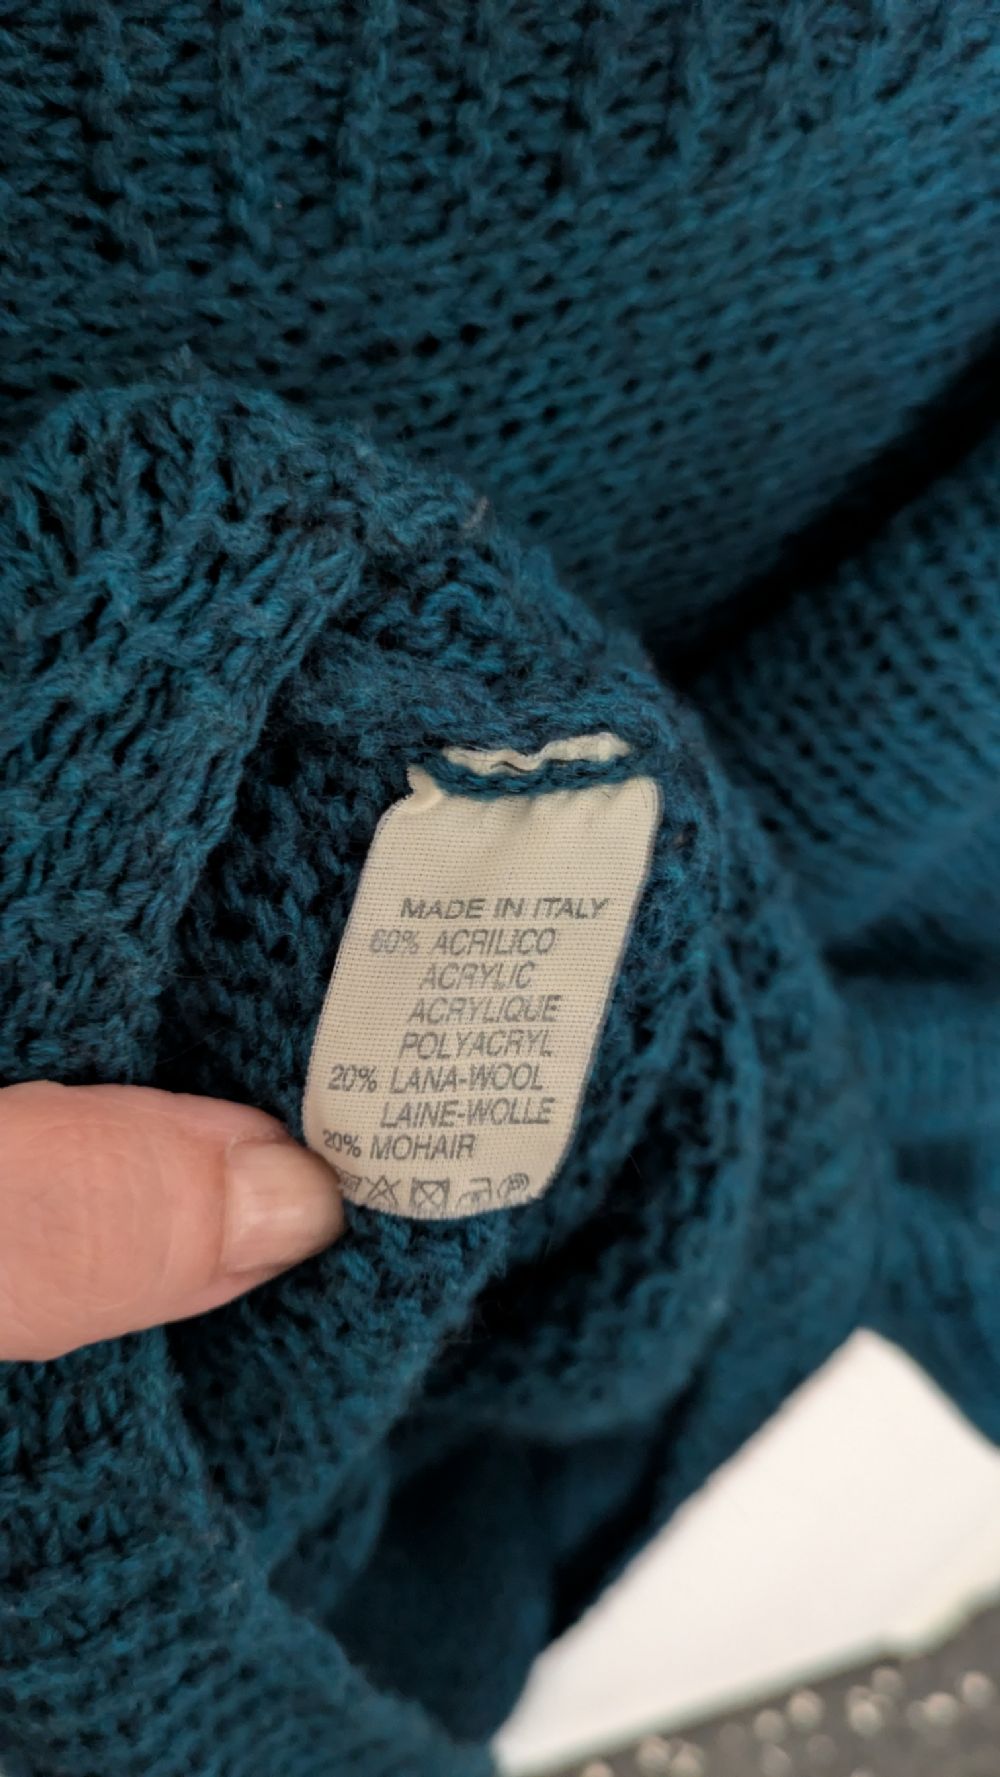 MADE IN ITALY
60% ACRILICO
ACRYLIC
ACRYLIQUE
POLYACRYL
20% LANA-WOOL
LAINE-WOLLE
20% MOHAIR